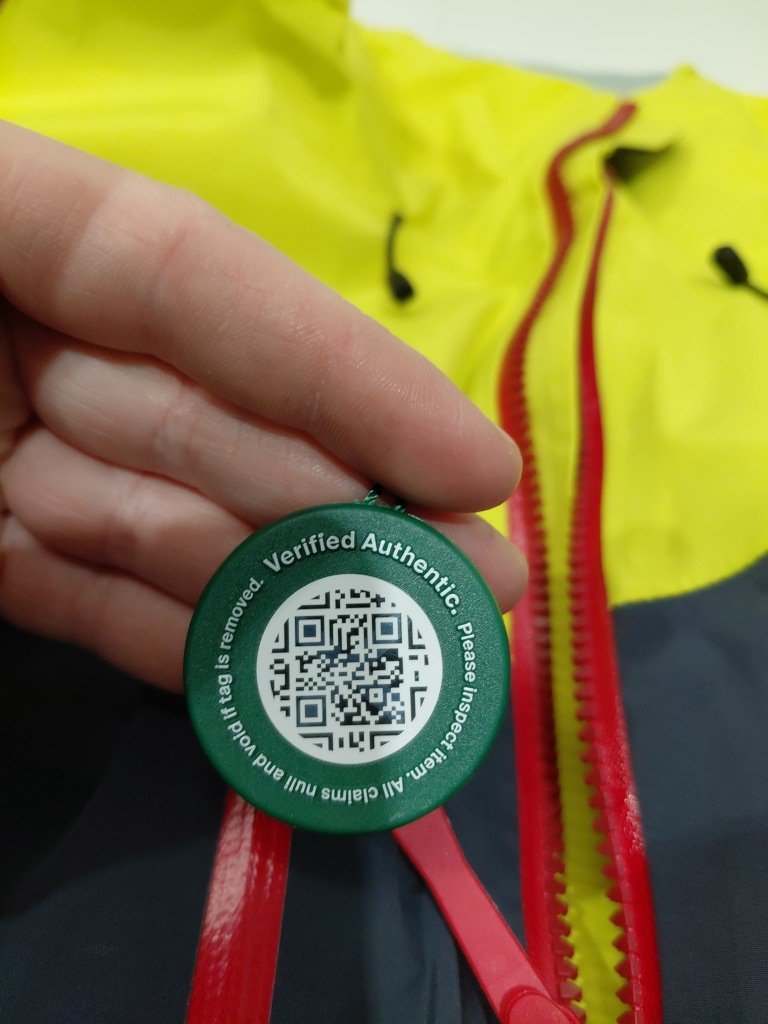 Verified Authentic. Please inspect item. All claims null and void if tag is removed.